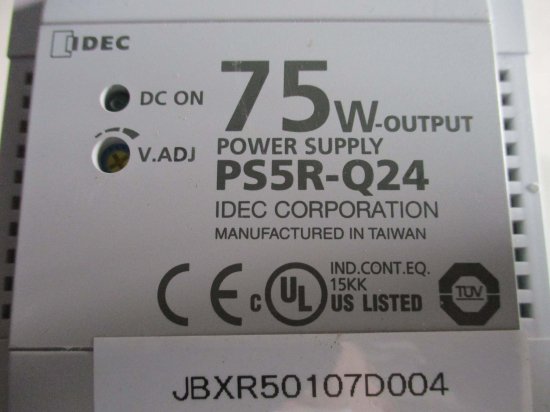 IDEC
DC ON
V.ADJ
75W-OUTPUT
POWER SUPPLY
PS5R-Q24
IDEC CORPORATION
MANUFACTURED IN TAIWAN
CE
c UL US LISTED
IND.CONT.EQ.
15KK
TÜV
JBXR50107D004